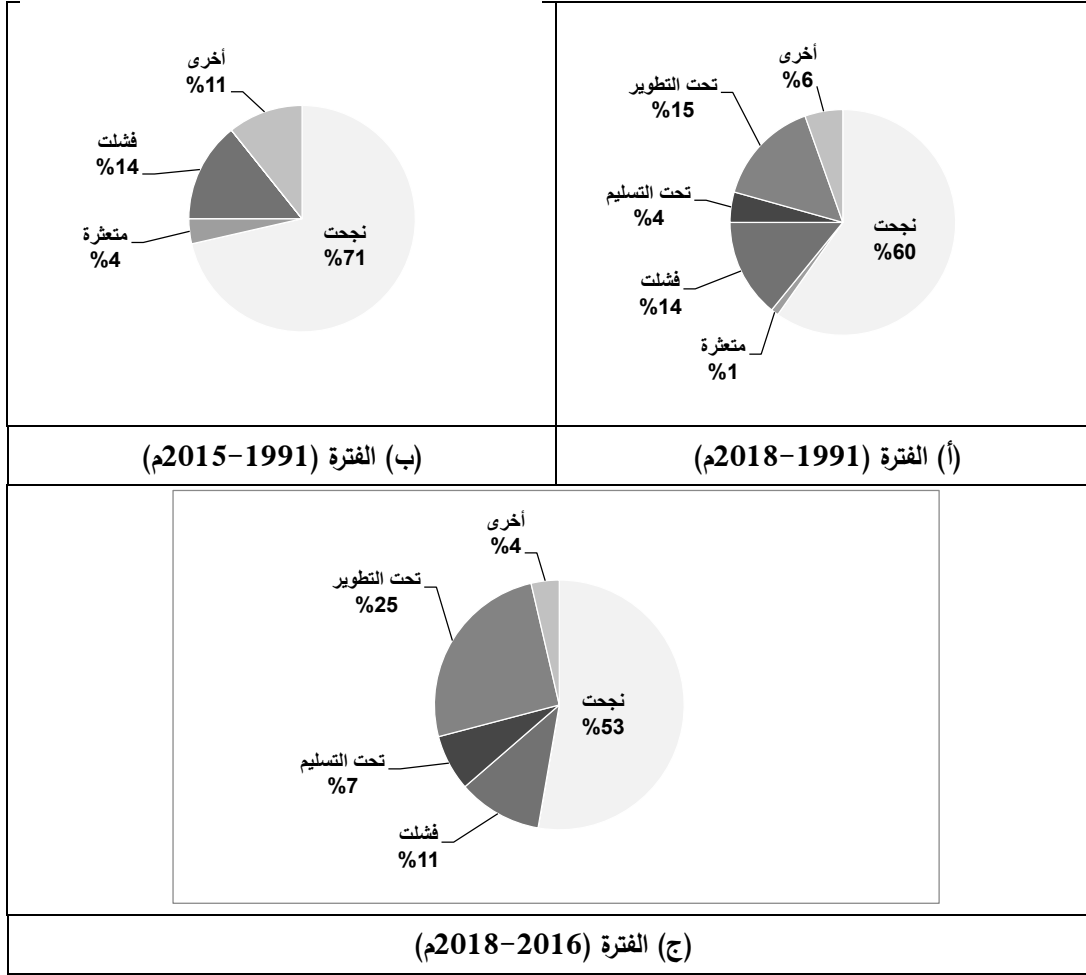 أخرى
%6
تحت التطوير
%15
تحت التسليم
%4
فشلت
%14
متعثرة
%1
نجحت
%60
(أ) الفترة (1991-2018م)
أخرى
%11
فشلت
%14
متعثرة
%4
نجحت
%71
(ب) الفترة (1991-2015م)
أخرى
%4
تحت التطوير
%25
تحت التسليم
%7
فشلت
%11
نجحت
%53
(ج) الفترة (2016-2018م)